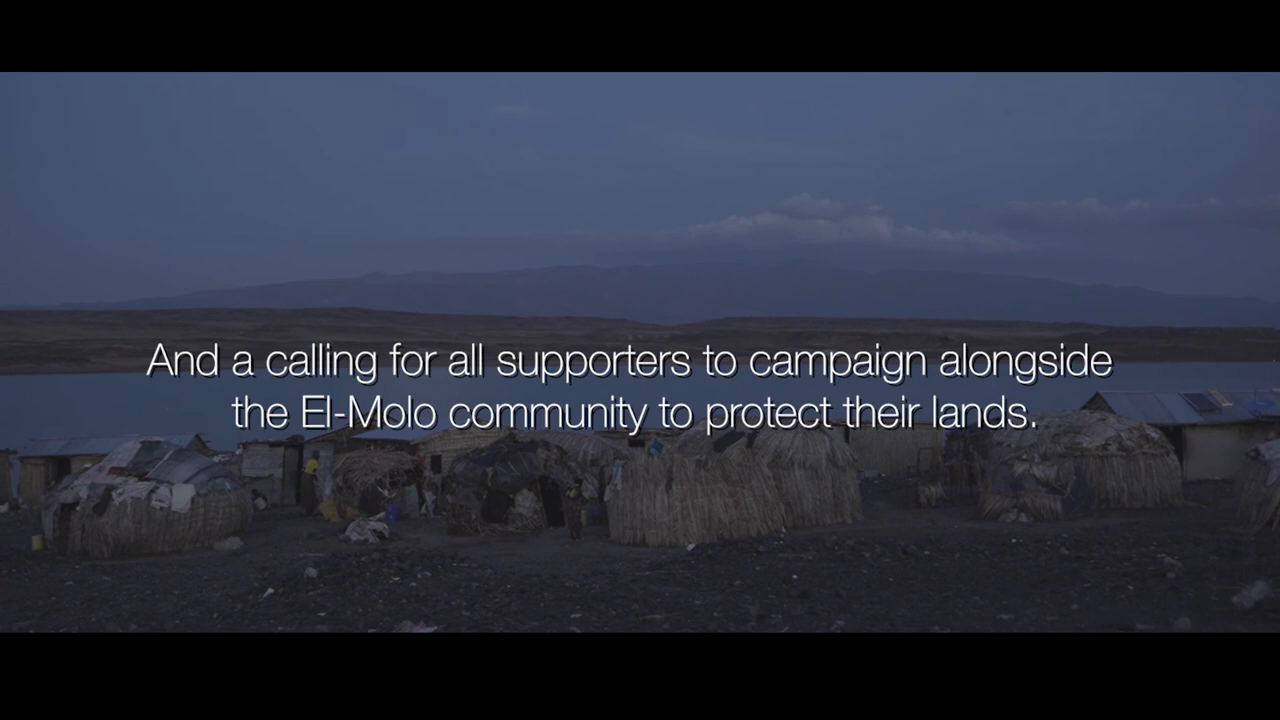 And a calling for all supporters to campaign alongside
the El-Molo community to protect their lands.